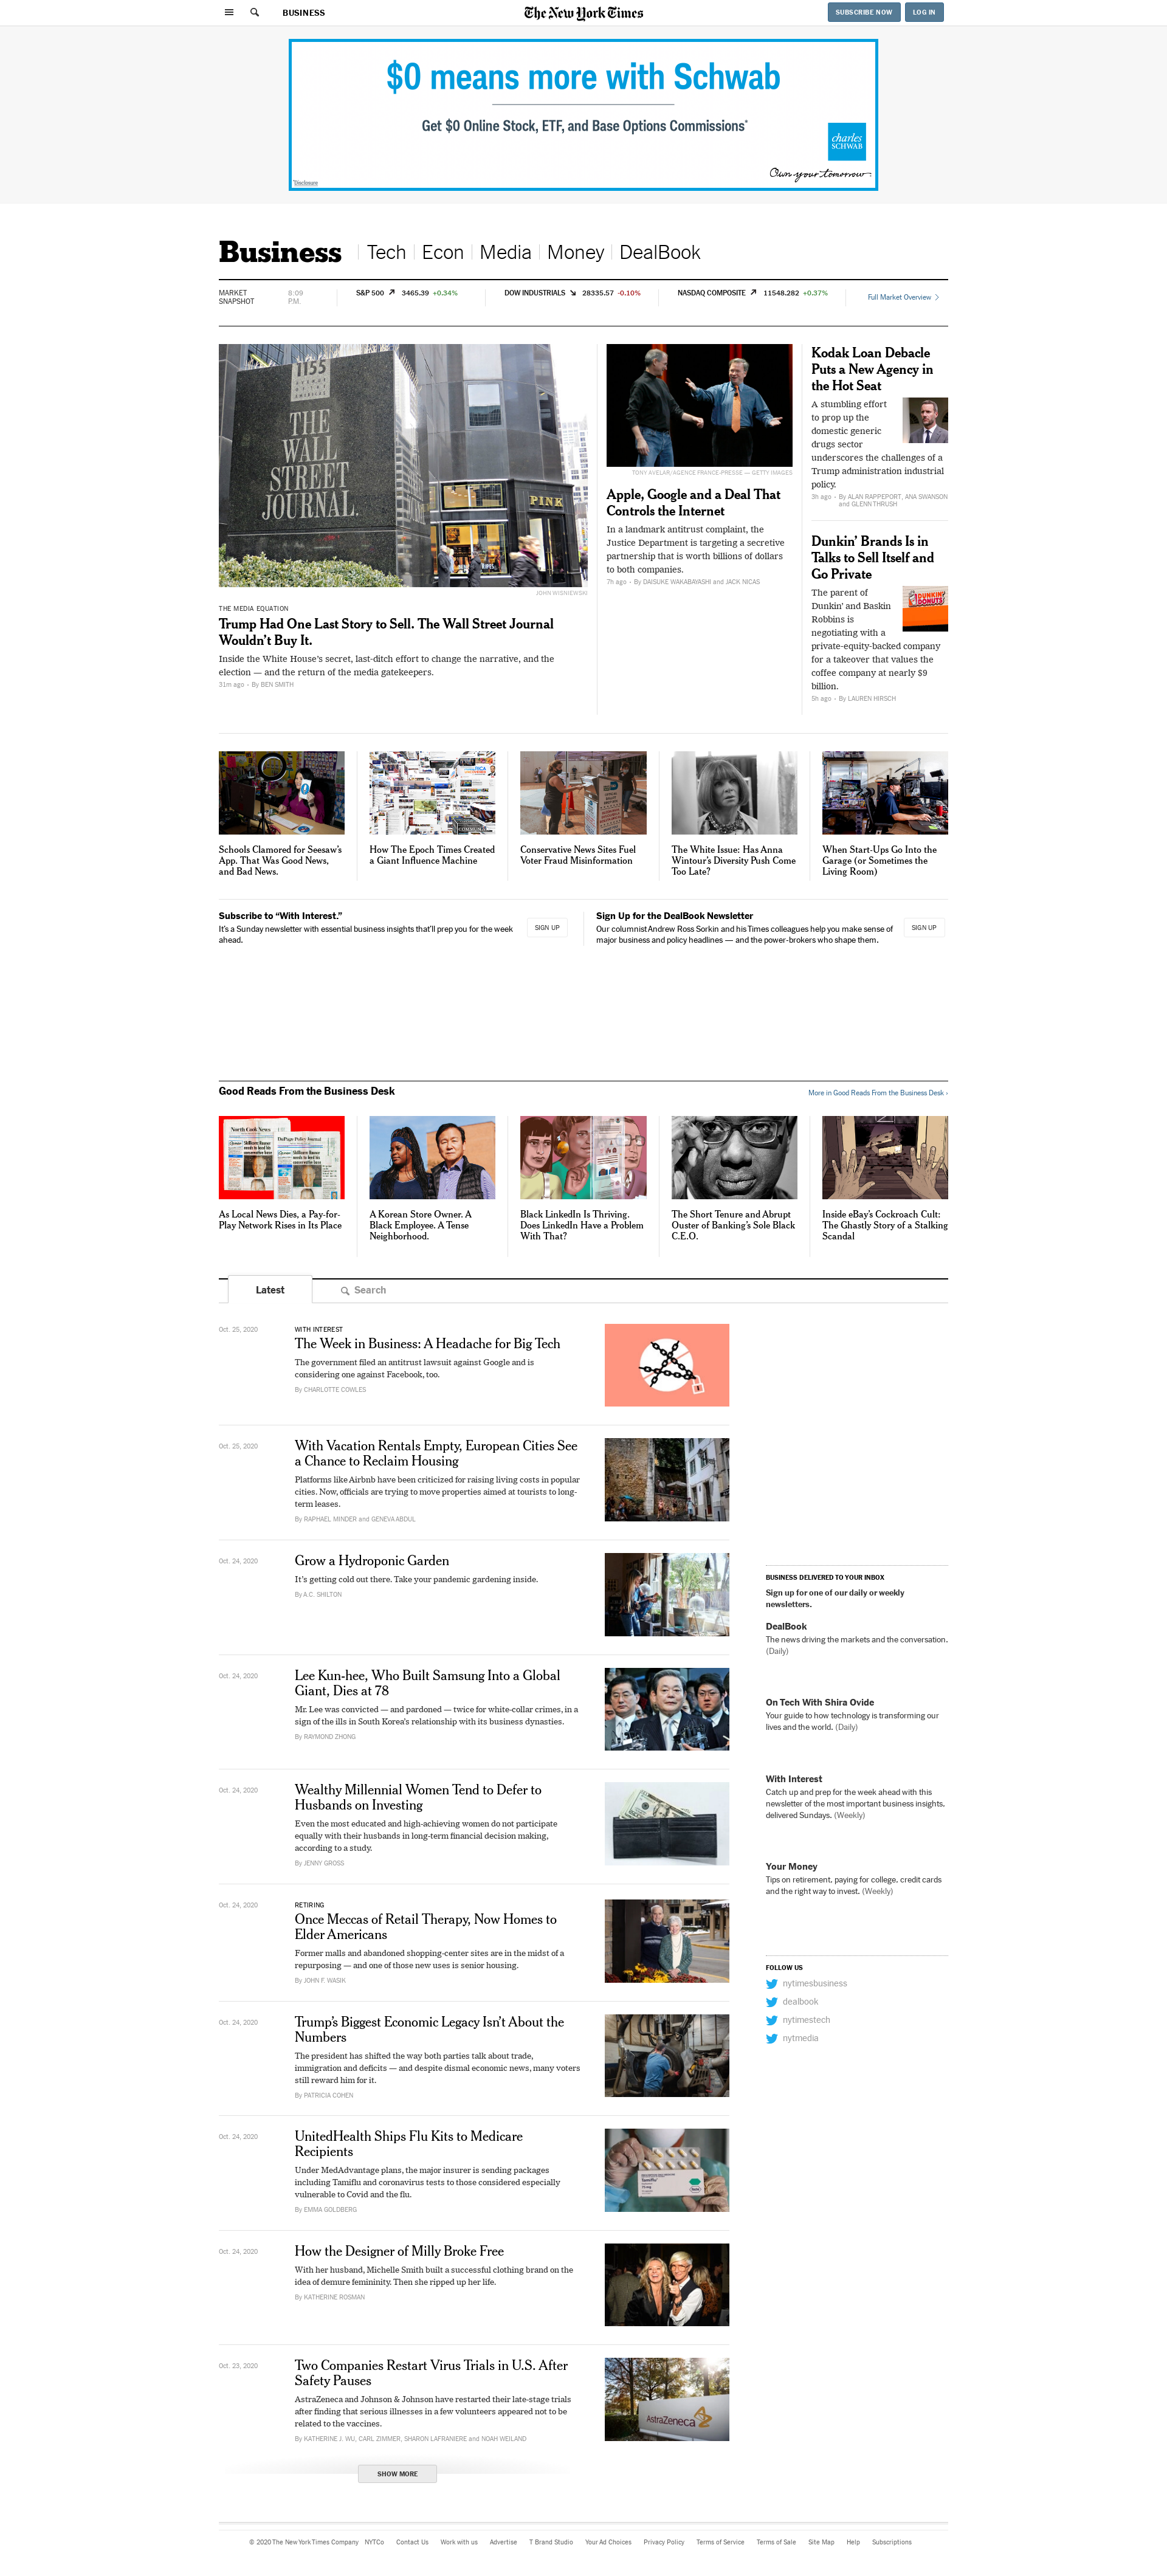 BUSINESS
The New York Times
SUBSCRIBE NOW
LOG IN
$0 means more with Schwab
Get $0 Online Stock, ETF, and Base Options Commissions*
charles
SCHWAB
Own your tomorrow
Disclosure
Business
Tech
Econ
Media
Money
DealBook
MARKET
SNAPSHOT
8:09
P.M.
S&P 500 3465.39 +0.34%
DOW INDUSTRIALS 28335.57 -0.10%
NASDAQ COMPOSITE 11548.282 +0.37%
Full Market Overview
1155
AVENUE
OF THE
AMERICAS
THE
WALL
STREET
JOURNAL.
PINK
JOHN WISNIEWSKI
THE MEDIA EQUATION
Trump Had One Last Story to Sell. The Wall Street Journal
Wouldn’t Buy It.
Inside the White House’s secret, last-ditch effort to change the narrative, and the
election — and the return of the media gatekeepers.
31m ago · By BEN SMITH
TONY AVELAR/AGENCE FRANCE-PRESSE — GETTY IMAGES
Apple, Google and a Deal That
Controls the Internet
In a landmark antitrust complaint, the
Justice Department is targeting a secretive
partnership that is worth billions of dollars
to both companies.
7h ago · By DAISUKE WAKABAYASHI and JACK NICAS
Kodak Loan Debacle
Puts a New Agency in
the Hot Seat
A stumbling effort
to prop up the
domestic generic
drugs sector
underscores the challenges of a
Trump administration industrial
policy.
3h ago · By ALAN RAPPEPORT, ANA SWANSON
and GLENN THRUSH
Dunkin’ Brands Is in
Talks to Sell Itself and
Go Private
The parent of
Dunkin’ and Baskin
Robbins is
negotiating with a
private-equity-backed company
for a takeover that values the
coffee company at nearly $9
billion.
DUNKIN'
DONUTS
5h ago · By LAUREN HIRSCH
Schools Clamored for Seesaw’s
App. That Was Good News,
and Bad News.
How The Epoch Times Created
a Giant Influence Machine
Conservative News Sites Fuel
Voter Fraud Misinformation
The White Issue: Has Anna
Wintour’s Diversity Push Come
Too Late?
When Start-Ups Go Into the
Garage (or Sometimes the
Living Room)
Subscribe to “With Interest.”
It’s a Sunday newsletter with essential business insights that’ll prep you for the week
ahead.
SIGN UP
Sign Up for the DealBook Newsletter
Our columnist Andrew Ross Sorkin and his Times colleagues help you make sense of
major business and policy headlines — and the power-brokers who shape them.
SIGN UP
Good Reads From the Business Desk
More in Good Reads From the Business Desk ›
North Cook News
DuPage Policy Journal
As Local News Dies, a Pay-for-
Play Network Rises in Its Place
A Korean Store Owner. A
Black Employee. A Tense
Neighborhood.
Black LinkedIn Is Thriving.
Does LinkedIn Have a Problem
With That?
The Short Tenure and Abrupt
Ouster of Banking’s Sole Black
C.E.O.
Inside eBay’s Cockroach Cult:
The Ghastly Story of a Stalking
Scandal
Latest
Search
Oct. 25, 2020
WITH INTEREST
The Week in Business: A Headache for Big Tech
The government filed an antitrust lawsuit against Google and is
considering one against Facebook, too.
By CHARLOTTE COWLES
Oct. 25, 2020
With Vacation Rentals Empty, European Cities See
a Chance to Reclaim Housing
Platforms like Airbnb have been criticized for raising living costs in popular
cities. Now, officials are trying to move properties aimed at tourists to long-
term leases.
By RAPHAEL MINDER and GENEVA ABDUL
Oct. 24, 2020
Grow a Hydroponic Garden
It’s getting cold out there. Take your pandemic gardening inside.
By A.C. SHILTON
Oct. 24, 2020
Lee Kun-hee, Who Built Samsung Into a Global
Giant, Dies at 78
Mr. Lee was convicted — and pardoned — twice for white-collar crimes, in a
sign of the ills in South Korea’s relationship with its business dynasties.
By RAYMOND ZHONG
Oct. 24, 2020
Wealthy Millennial Women Tend to Defer to
Husbands on Investing
Even the most educated and high-achieving women do not participate
equally with their husbands in long-term financial decision making,
according to a study.
By JENNY GROSS
Oct. 24, 2020
RETIRING
Once Meccas of Retail Therapy, Now Homes to
Elder Americans
Former malls and abandoned shopping-center sites are in the midst of a
repurposing — and one of those new uses is senior housing.
By JOHN F. WASIK
Oct. 24, 2020
Trump’s Biggest Economic Legacy Isn’t About the
Numbers
The president has shifted the way both parties talk about trade,
immigration and deficits — and despite dismal economic news, many voters
still reward him for it.
By PATRICIA COHEN
Oct. 24, 2020
UnitedHealth Ships Flu Kits to Medicare
Recipients
Under MedAdvantage plans, the major insurer is sending packages
including Tamiflu and coronavirus tests to those considered especially
vulnerable to Covid and the flu.
By EMMA GOLDBERG
Tamiflu
Oct. 24, 2020
How the Designer of Milly Broke Free
With her husband, Michelle Smith built a successful clothing brand on the
idea of demure femininity. Then she ripped up her life.
By KATHERINE ROSMAN
Oct. 23, 2020
Two Companies Restart Virus Trials in U.S. After
Safety Pauses
AstraZeneca and Johnson & Johnson have restarted their late-stage trials
after finding that serious illnesses in a few volunteers appeared not to be
related to the vaccines.
By KATHERINE J. WU, CARL ZIMMER, SHARON LAFRANIERE and NOAH WEILAND
AstraZeneca
SHOW MORE
BUSINESS DELIVERED TO YOUR INBOX
Sign up for one of our daily or weekly
newsletters.
DealBook
The news driving the markets and the conversation.
(Daily)
On Tech With Shira Ovide
Your guide to how technology is transforming our
lives and the world. (Daily)
With Interest
Catch up and prep for the week ahead with this
newsletter of the most important business insights,
delivered Sundays. (Weekly)
Your Money
Tips on retirement, paying for college, credit cards
and the right way to invest. (Weekly)
FOLLOW US
nytimesbusiness
dealbook
nytimestech
nytmedia
© 2020 The New York Times Company NYTCo Contact Us Work with us Advertise T Brand Studio Your Ad Choices Privacy Policy Terms of Service Terms of Sale Site Map Help Subscriptions